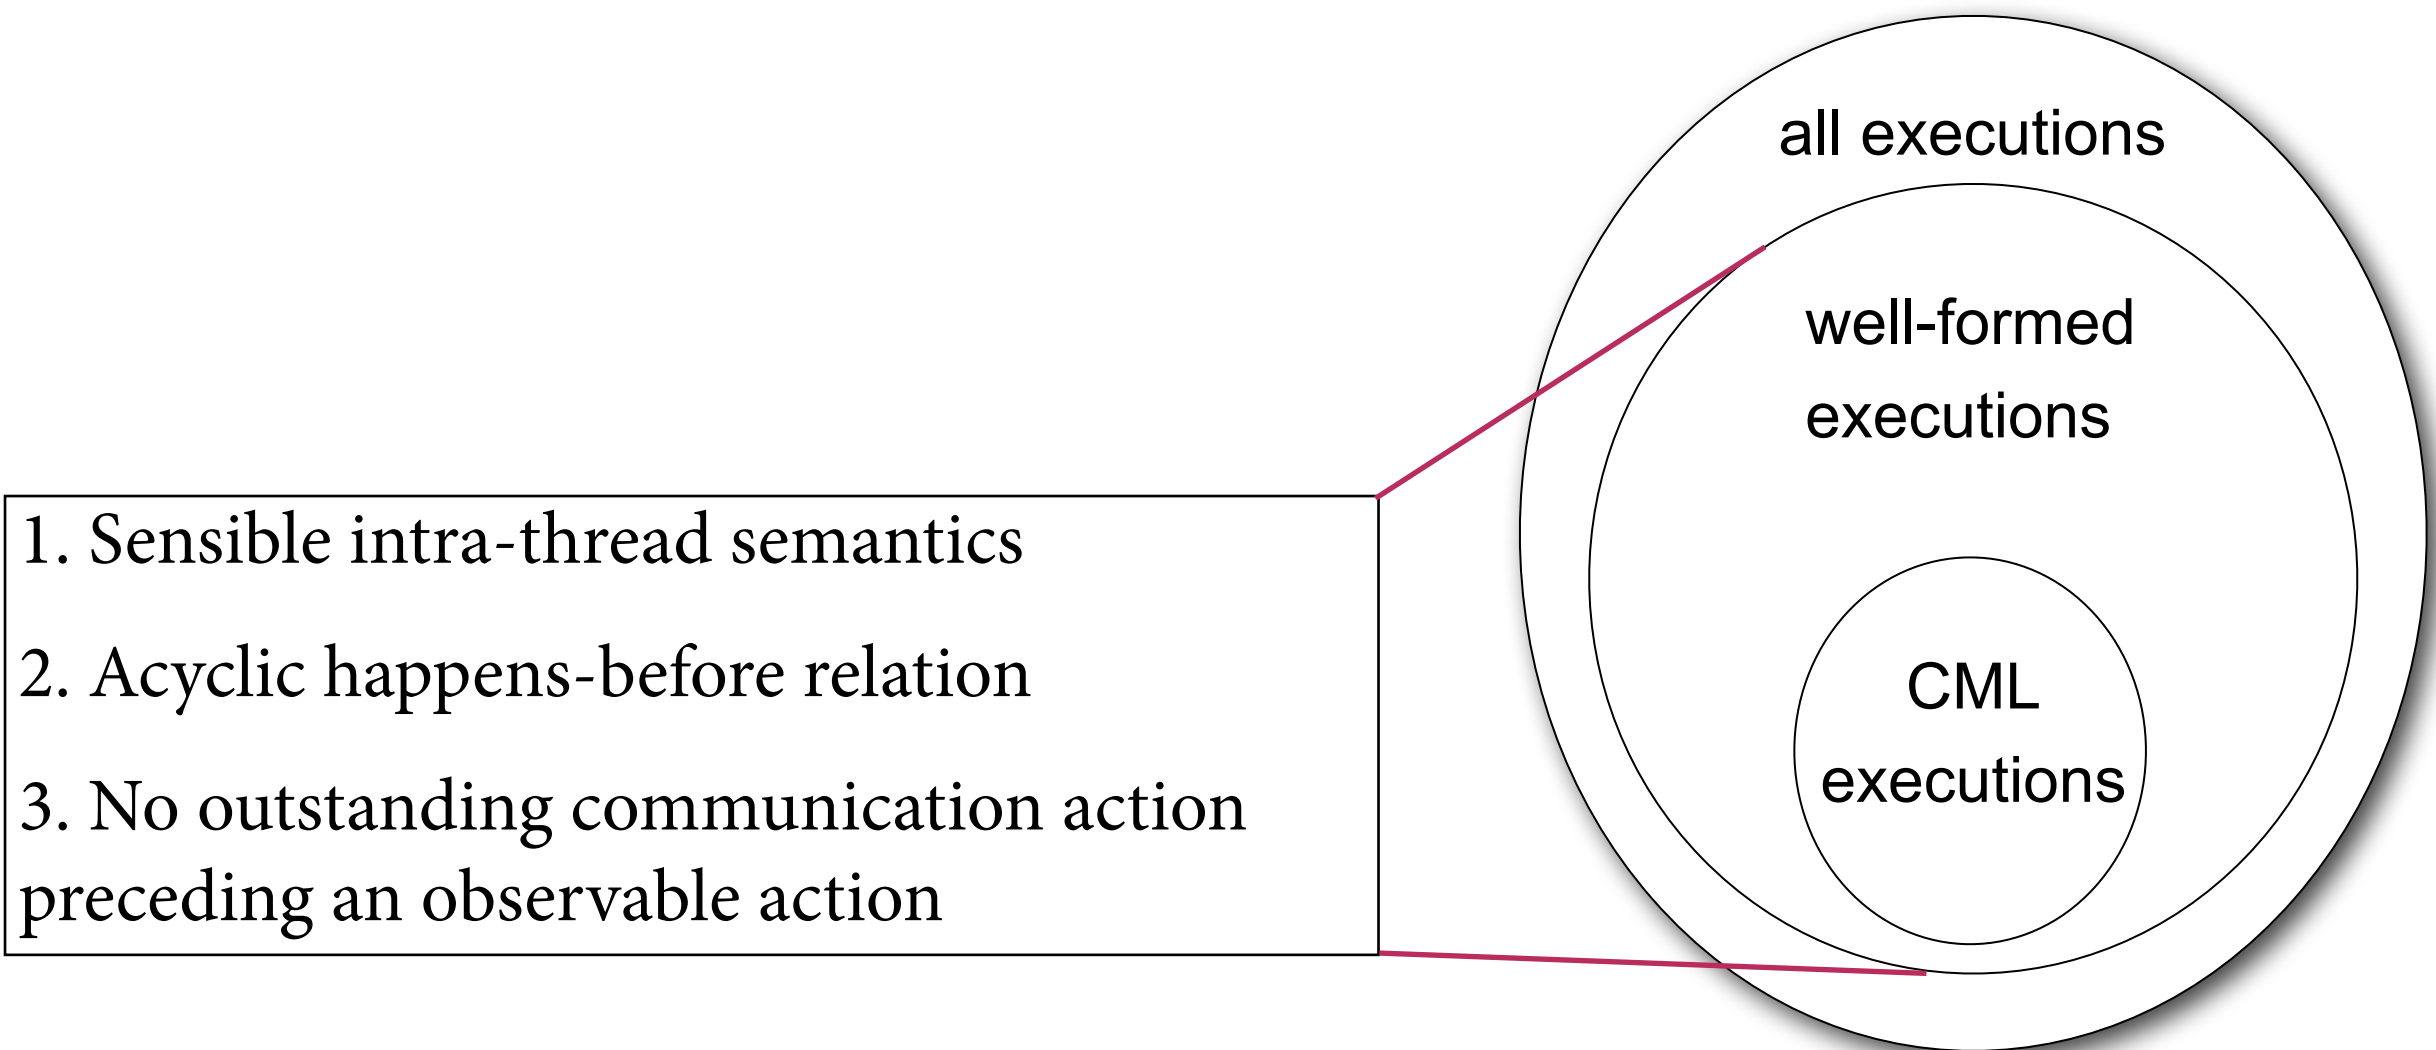 all executions
well-formed
executions
1. Sensible intra-thread semantics
2. Acyclic happens-before relation
3. No outstanding communication action
preceding an observable action
CML
executions